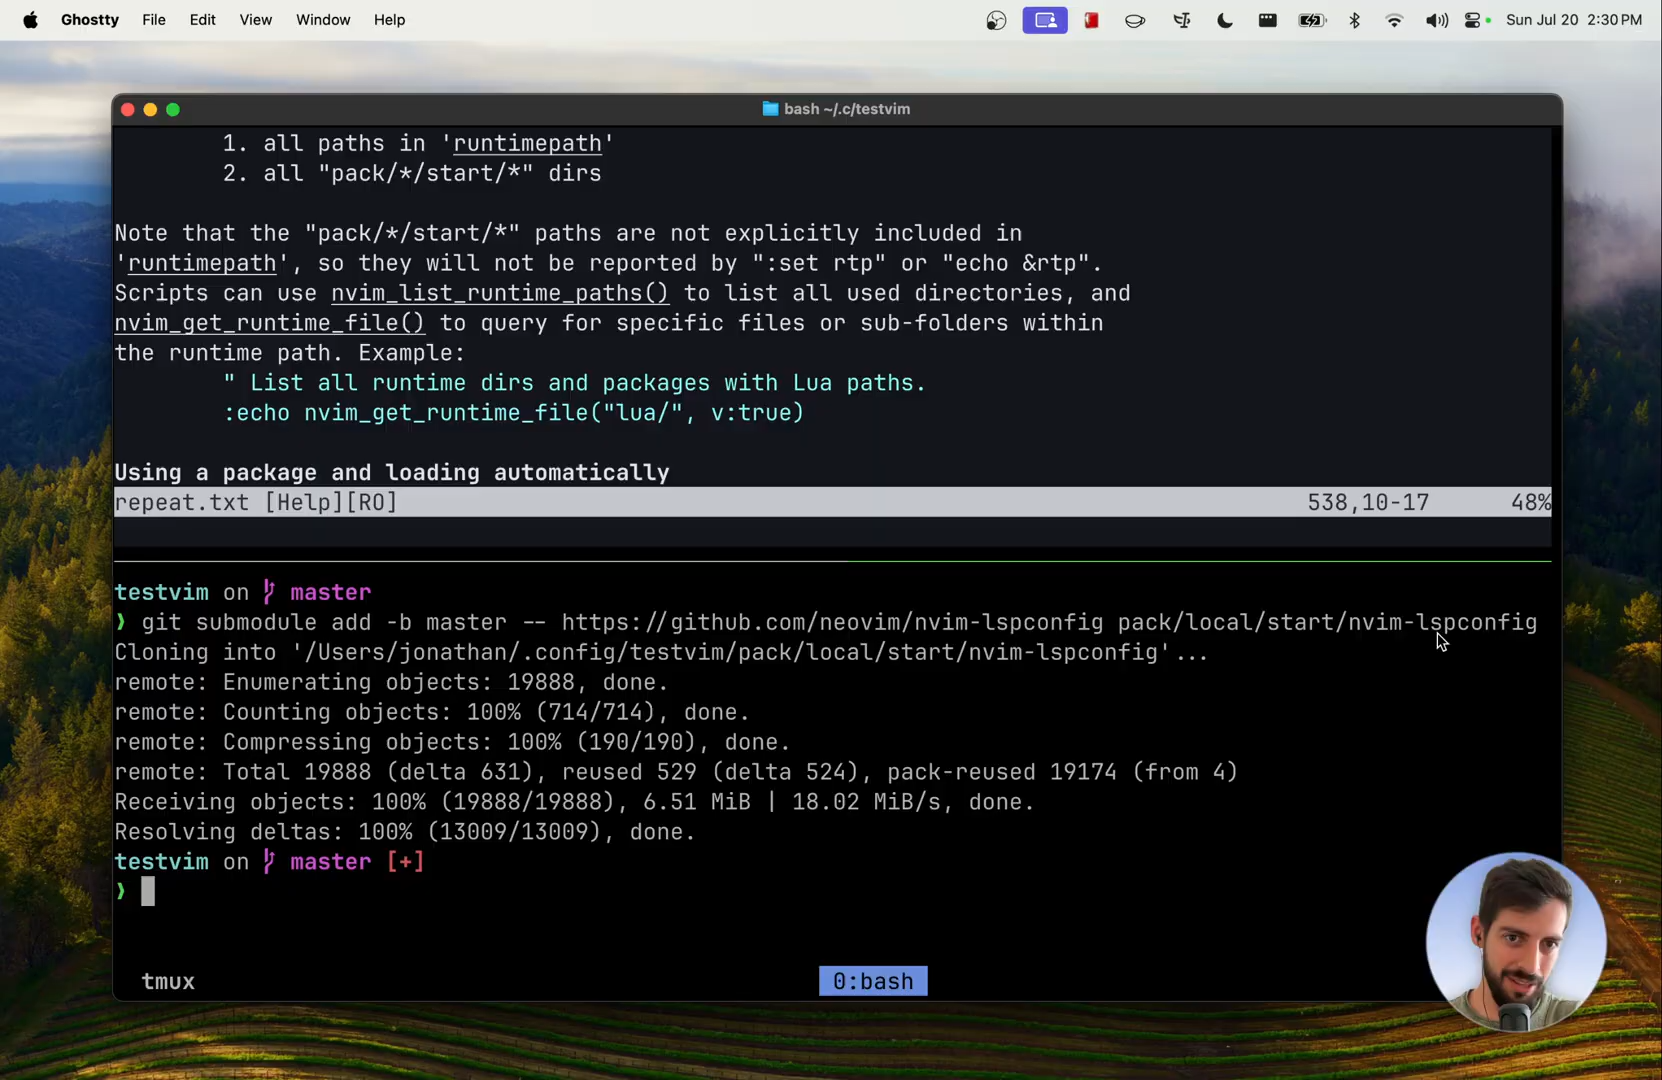 Ghostty File Edit View Window Help Sun Jul 20 2:30 PM
bash ~/.c/testvim
1. all paths in 'runtimepath'
2. all "pack/*/start/*" dirs
Note that the "pack/*/start/*" paths are not explicitly included in
'runtimepath', so they will not be reported by ":set rtp" or "echo &rtp".
Scripts can use nvim_list_runtime_paths() to list all used directories, and
nvim_get_runtime_file() to query for specific files or sub-folders within
the runtime path. Example:
" List all runtime dirs and packages with Lua paths.
:echo nvim_get_runtime_file("lua/", v:true)
Using a package and loading automatically
repeat.txt [Help][RO] 538,10-17 48%
testvim on master
❯ git submodule add -b master -- https://github.com/neovim/nvim-lspconfig pack/local/start/nvim-lspconfig
Cloning into '/Users/jonathan/.config/testvim/pack/local/start/nvim-lspconfig'...
remote: Enumerating objects: 19888, done.
remote: Counting objects: 100% (714/714), done.
remote: Compressing objects: 100% (190/190), done.
remote: Total 19888 (delta 631), reused 529 (delta 524), pack-reused 19174 (from 4)
Receiving objects: 100% (19888/19888), 6.51 MiB | 18.02 MiB/s, done.
Resolving deltas: 100% (13009/13009), done.
testvim on master [+]
❯
tmux 0:bash